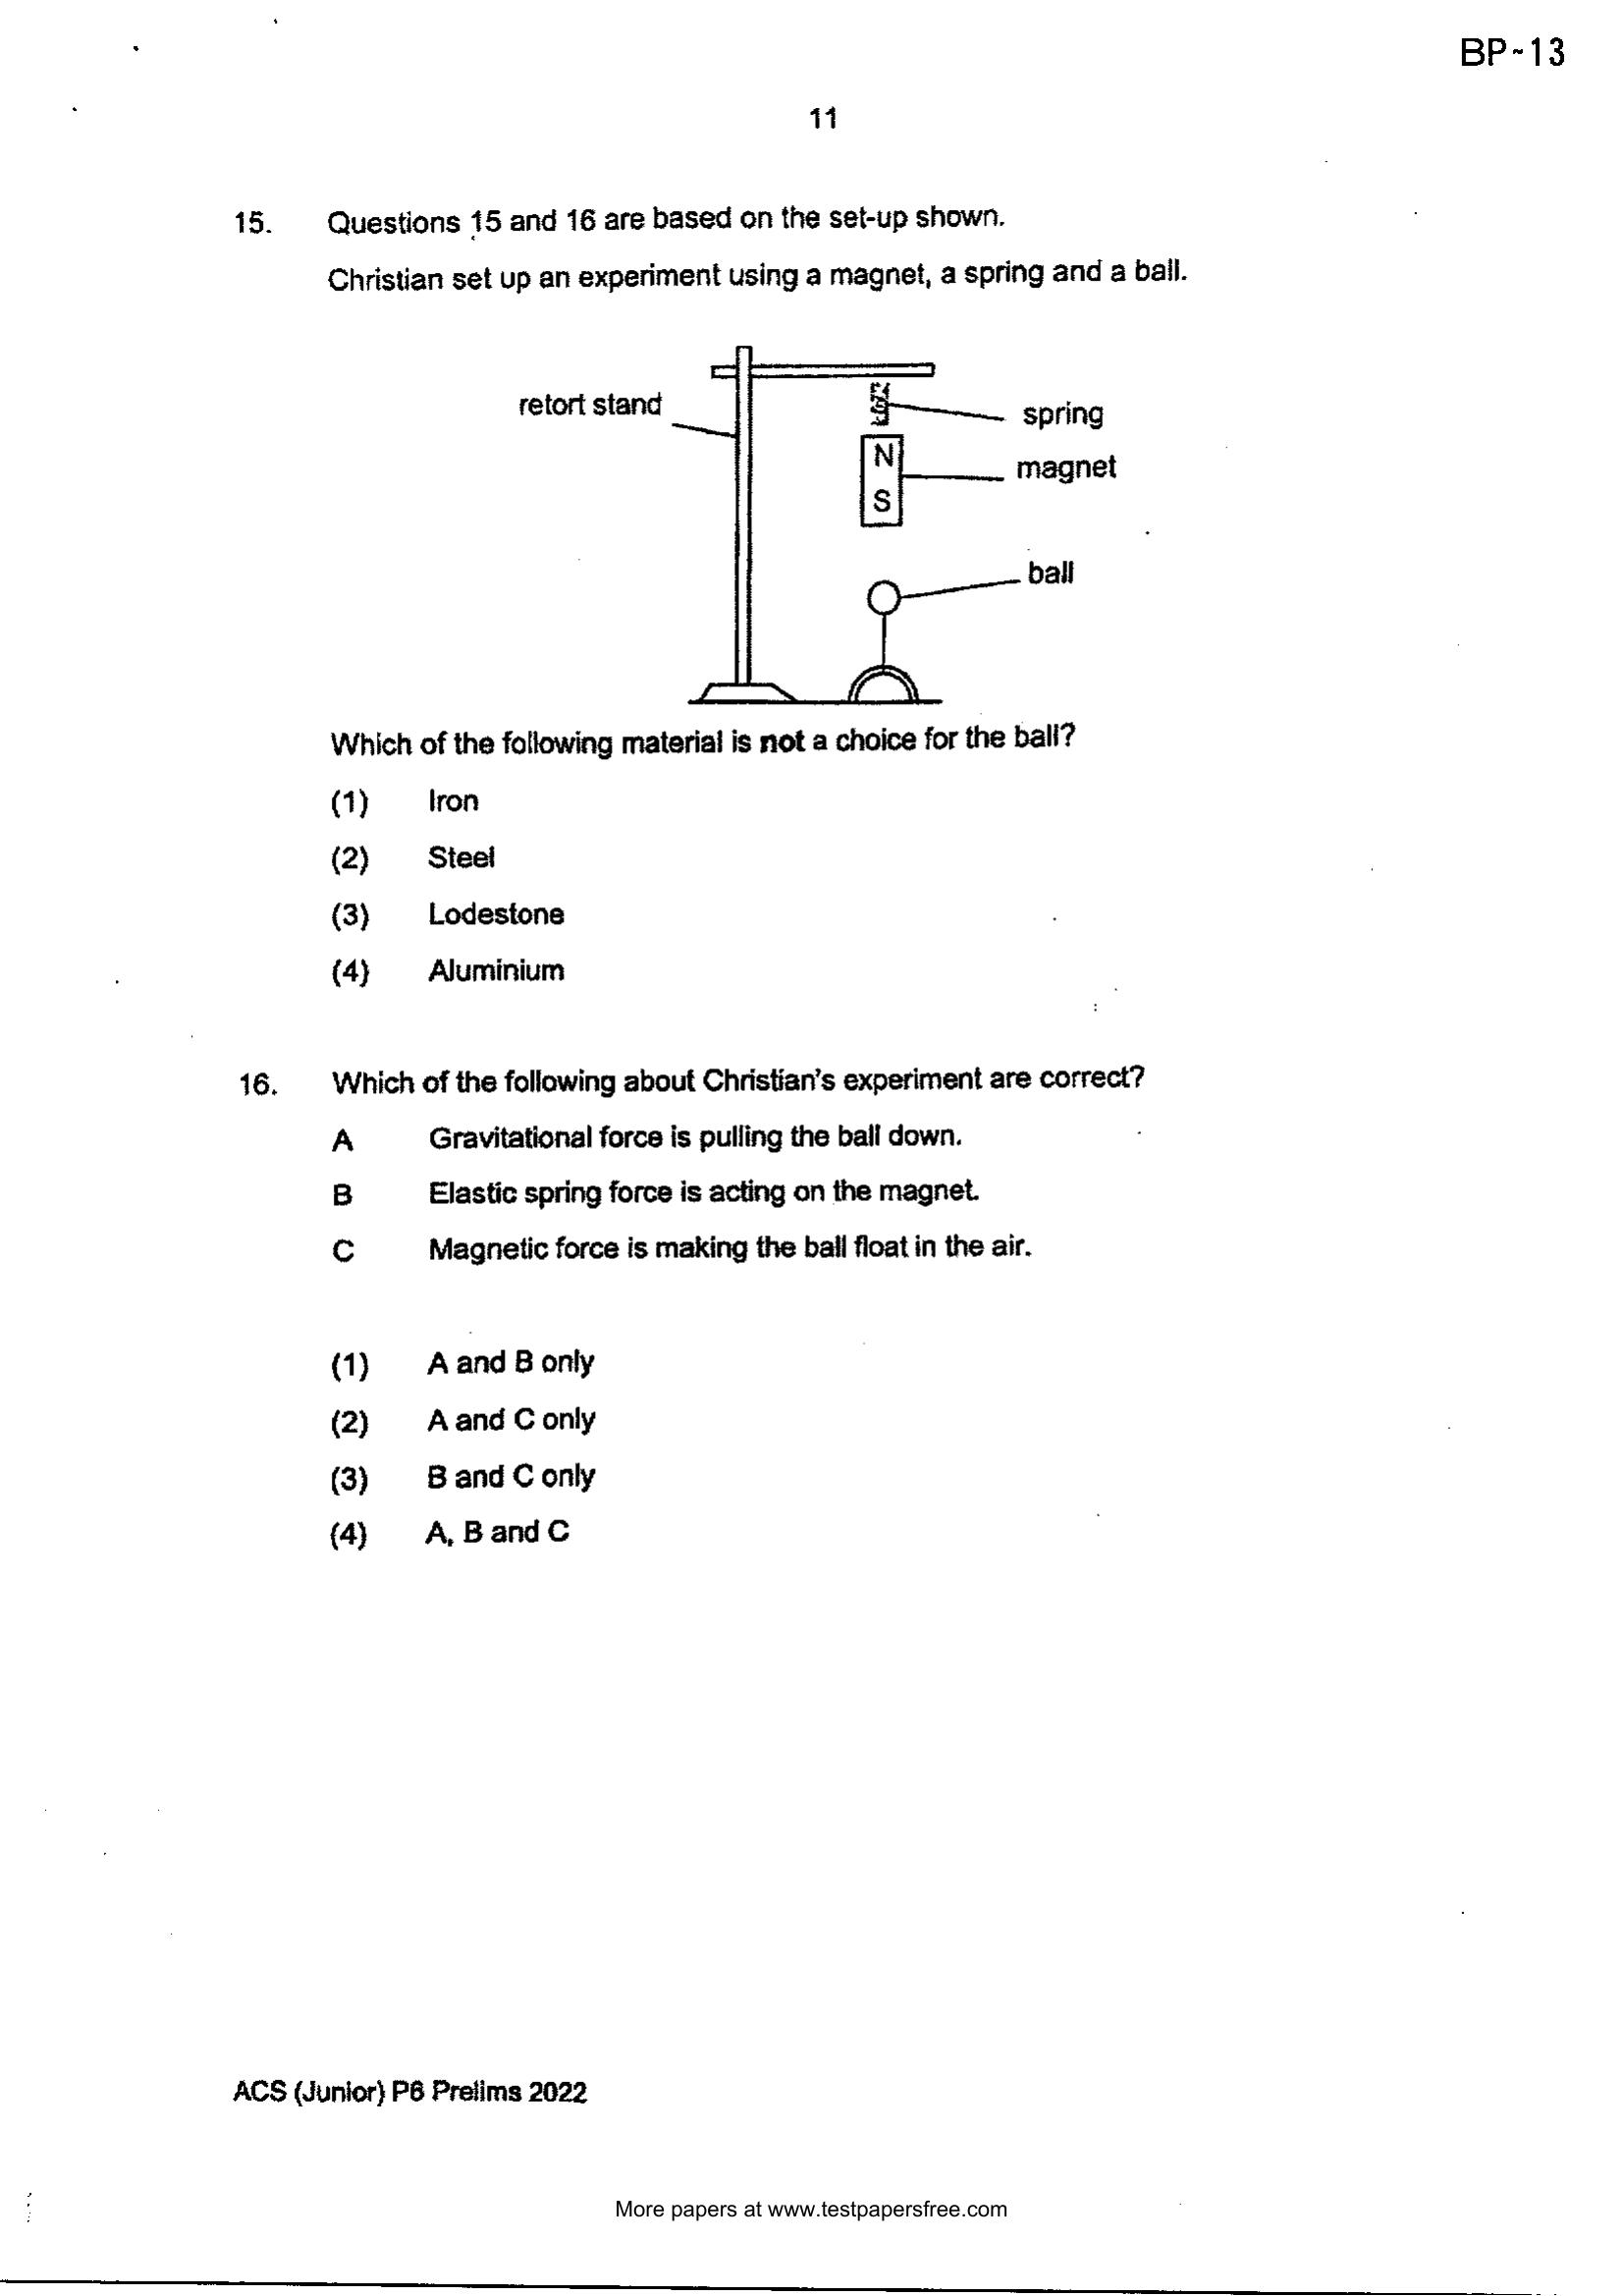 BP-13
11
15. Questions 15 and 16 are based on the set-up shown.
Christian set up an experiment using a magnet, a spring and a ball.
retort stand
spring
N
magnet
S
ball
Which of the following material is not a choice for the ball?
(1) Iron
(2) Steel
(3) Lodestone
(4) Aluminium
16. Which of the following about Christian's experiment are correct?
A Gravitational force is pulling the ball down.
B Elastic spring force is acting on the magnet.
C Magnetic force is making the ball float in the air.
(1) A and B only
(2) A and C only
(3) B and C only
(4) A, B and C
ACS (Junior) P6 Prelims 2022
More papers at www.testpapersfree.com